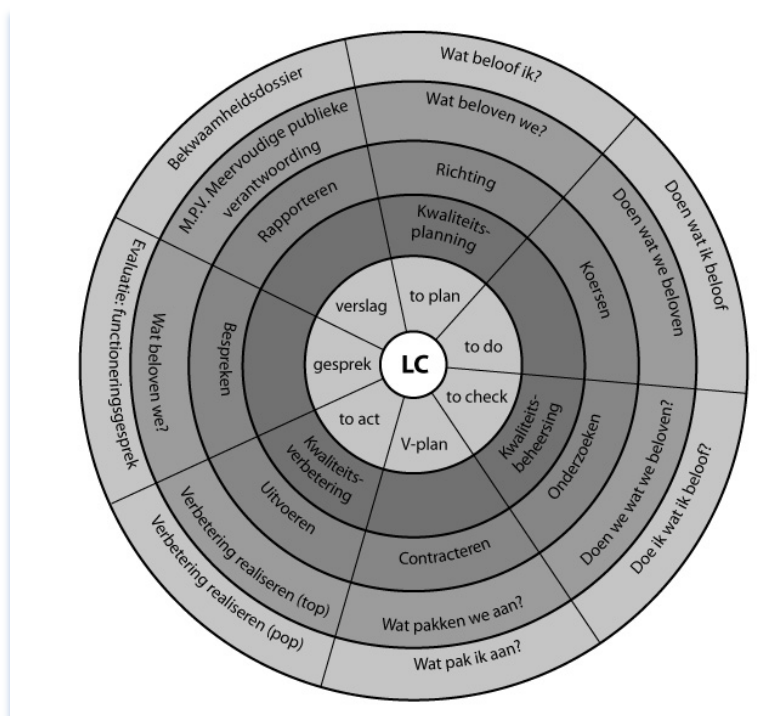 Wat beloof ik?
Wat beloven we?
Richting
Kwaliteits-
planning
to plan
Doen wat ik beloof
Doen wat we beloven
Koersen
to do
Doe ik wat ik beloof?
Doen we wat we beloven?
Onderzoeken
Kwaliteits-
beheersing
to check
Wat pak ik aan?
Wat pakken we aan?
Contracteren
V-plan
Verbetering realiseren (pop)
Verbetering realiseren (top)
Uitvoeren
Kwaliteits-
verbetering
to act
Evaluatie: functioneringsgesprek
Wat beloven we?
Bespreken
gesprek
Bekwaamheidsdossier
M.P.V. Meervoudige publieke
verantwoording
Rapporteren
verslag
LC